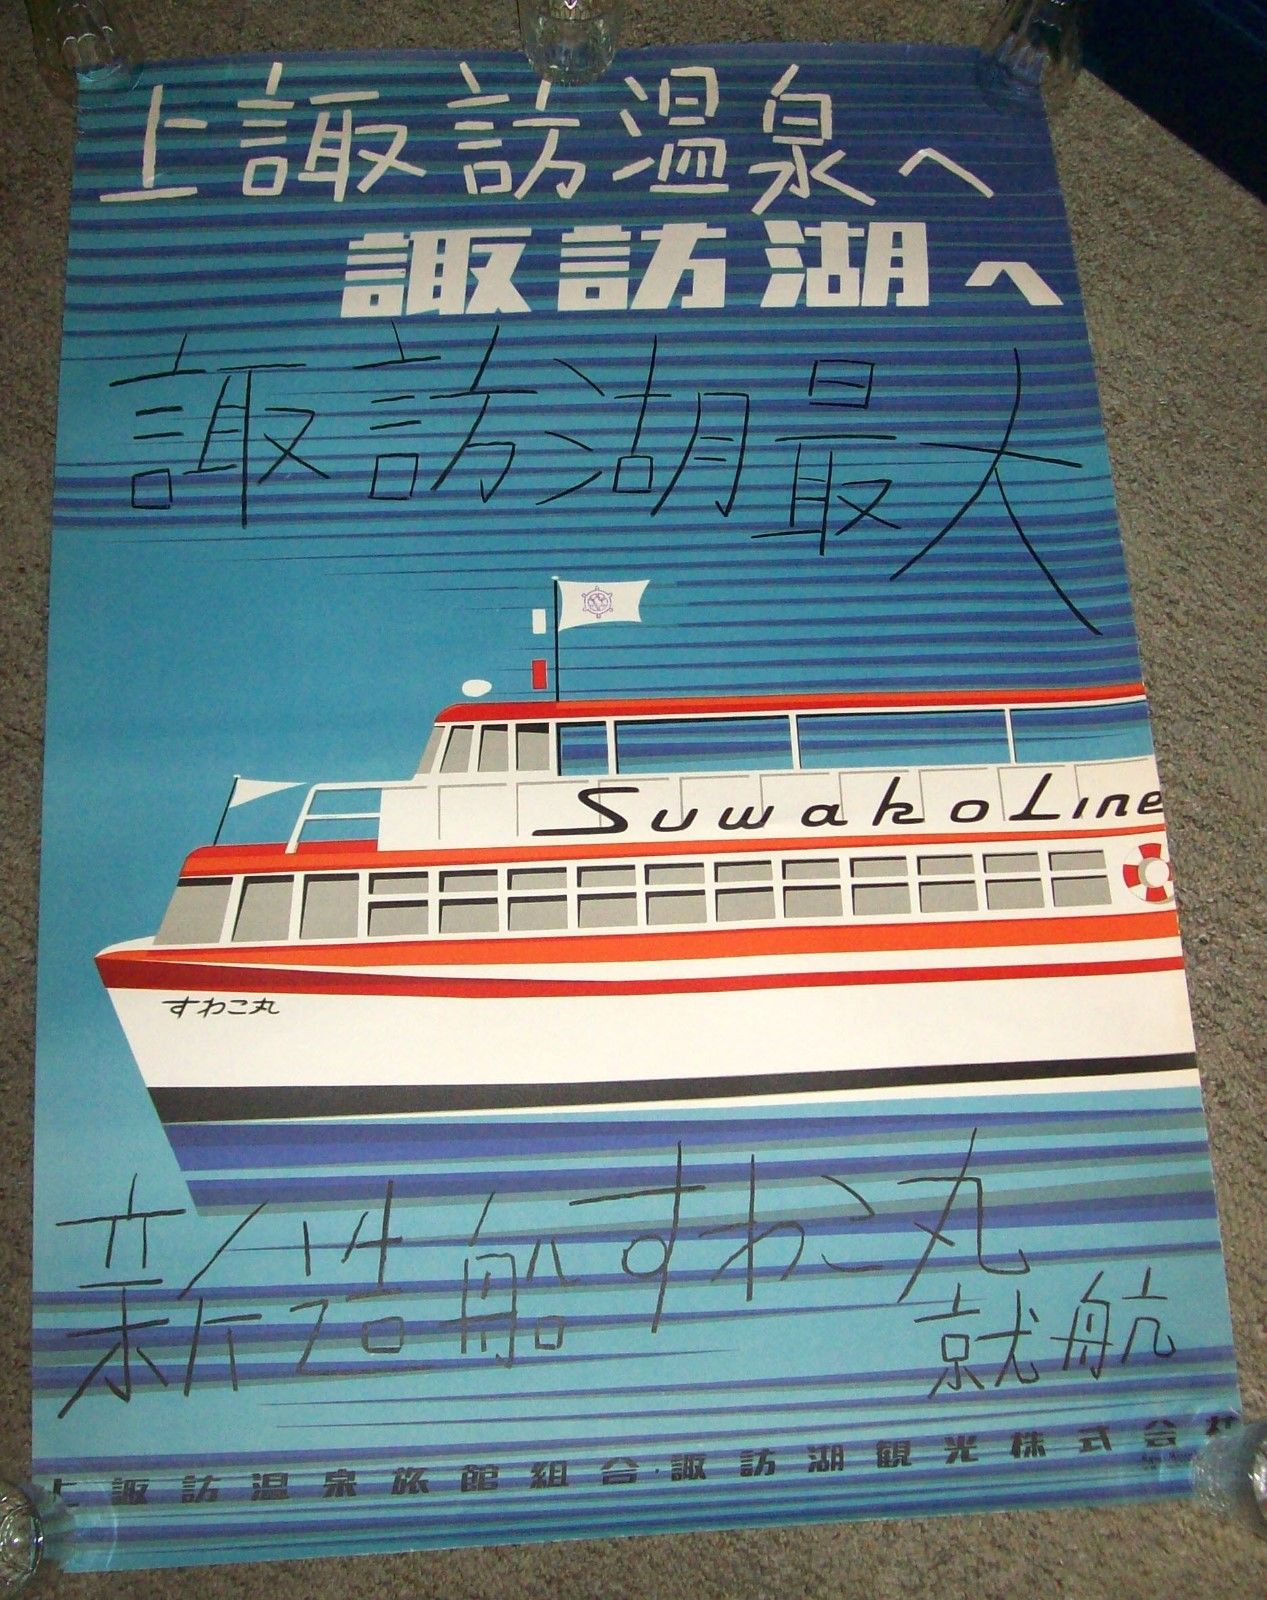 上諏訪温泉へ
諏訪湖へ
諏訪湖最大
Suwako Line
すわこ丸
新造船すわこ丸
就航
上諏訪温泉旅館組合・諏訪湖観光株式会社